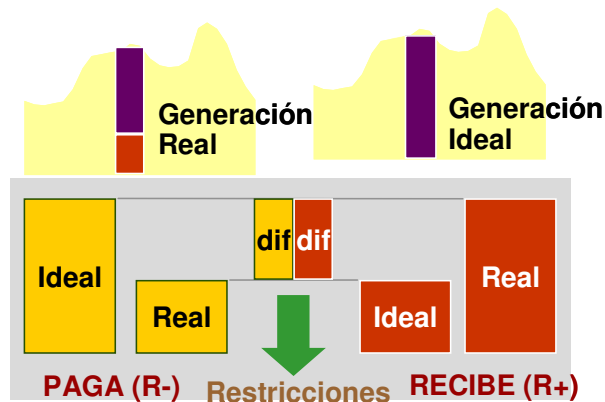 Generación
Real
Generación
Ideal
Ideal
Real
dif
dif
Ideal
Real
PAGA (R-)
Restricciones
RECIBE (R+)